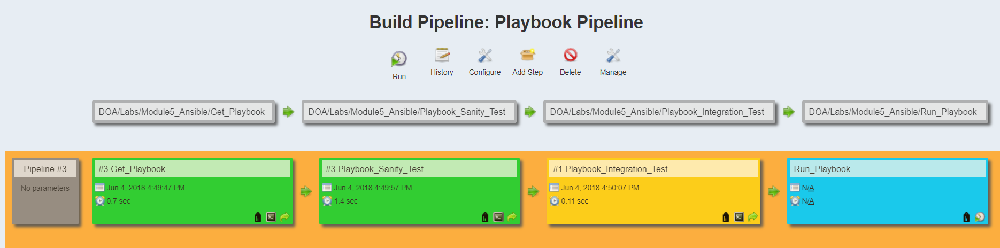 Build Pipeline: Playbook Pipeline
Run
History
Configure
Add Step
Delete
Manage
DOA/Labs/Module5_Ansible/Get_Playbook
DOA/Labs/Module5_Ansible/Playbook_Sanity_Test
DOA/Labs/Module5_Ansible/Playbook_Integration_Test
DOA/Labs/Module5_Ansible/Run_Playbook
Pipeline #3
No parameters
#3 Get_Playbook
Jun 4, 2018 4:49:47 PM
0.7 sec
#3 Playbook_Sanity_Test
Jun 4, 2018 4:49:57 PM
1.4 sec
#1 Playbook_Integration_Test
Jun 4, 2018 4:50:07 PM
0.11 sec
Run_Playbook
N/A
N/A